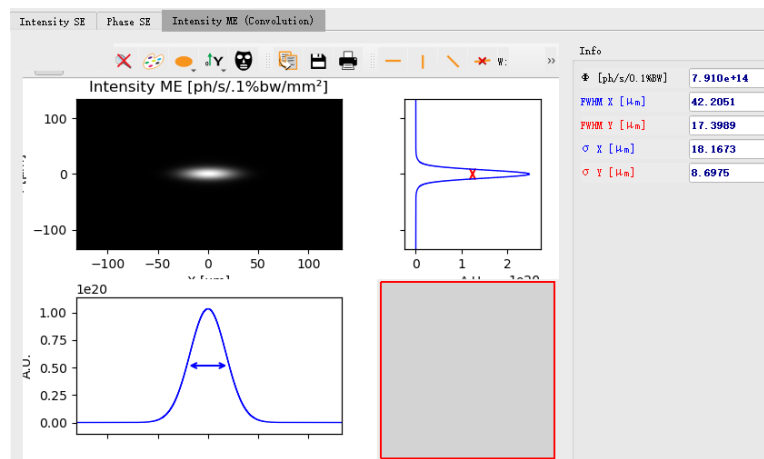 Intensity SE Phase SE Intensity ME (Convolution)
Info
W: »
Intensity ME [ph/s/.1%bw/mm²]
Φ [ph/s/0.1%BW] 7.910e+14
FWHM X [μm] 42.2051
FWHM Y [μm] 17.3989
σ X [μm] 18.1673
σ Y [μm] 8.6975
100
0
−100
−100 −50 0 50 100
0 1 2
1e20
A.U.
1.00
0.75
0.50
0.25
0.00